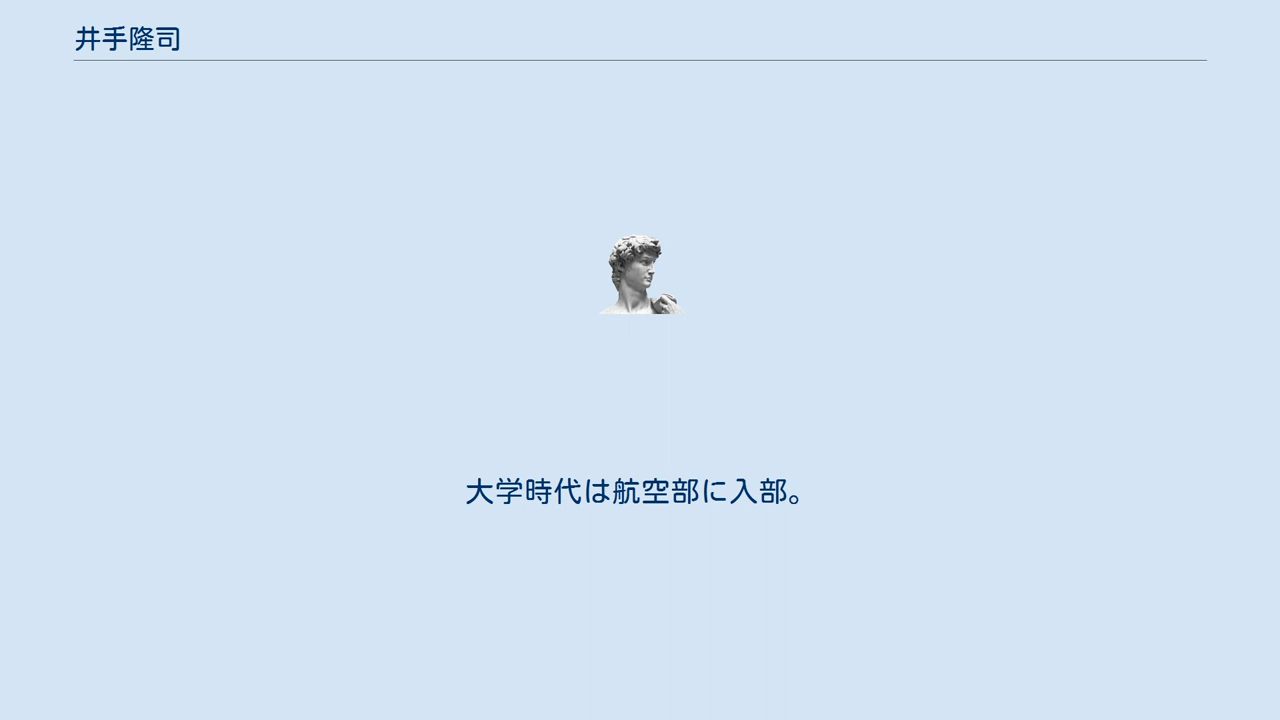 井手隆司
大学時代は航空部に入部。